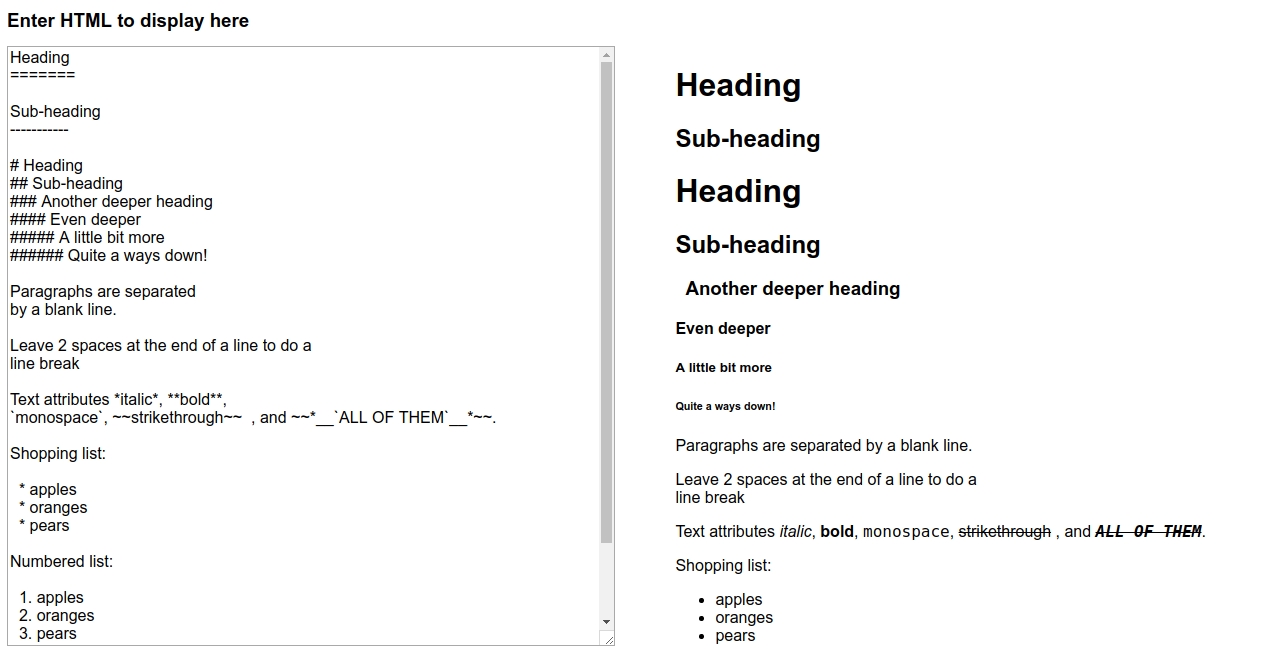 Enter HTML to display here
Heading
=======
Sub-heading
-----------
# Heading
## Sub-heading
### Another deeper heading
#### Even deeper
##### A little bit more
###### Quite a ways down!
Paragraphs are separated
by a blank line.
Leave 2 spaces at the end of a line to do a
line break
Text attributes *italic*, **bold**,
`monospace`, ~~strikethrough~~  , and ~~*__`ALL OF THEM`__*~~.
Shopping list:
* apples
* oranges
* pears
Numbered list:
1. apples
2. oranges
3. pears
Heading
Sub-heading
Heading
Sub-heading
Another deeper heading
Even deeper
A little bit more
Quite a ways down!
Paragraphs are separated by a blank line.
Leave 2 spaces at the end of a line to do a
line break
Text attributes italic, bold, monospace, strikethrough , and ALL OF THEM.
Shopping list:
• apples
• oranges
• pears